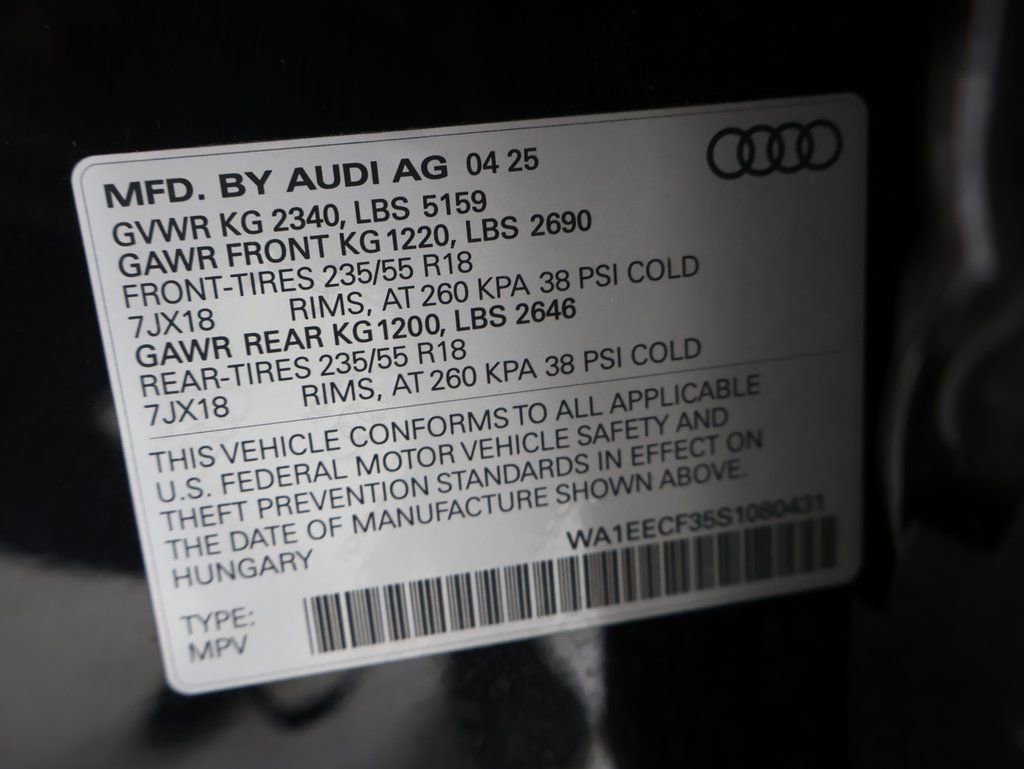 MFD. BY AUDI AG 04 25
GVWR KG 2340, LBS 5159
GAWR FRONT KG 1220, LBS 2690
FRONT-TIRES 235/55 R18
7JX18 RIMS, AT 260 KPA 38 PSI COLD
GAWR REAR KG 1200, LBS 2646
REAR-TIRES 235/55 R18
7JX18 RIMS, AT 260 KPA 38 PSI COLD
THIS VEHICLE CONFORMS TO ALL APPLICABLE
U.S. FEDERAL MOTOR VEHICLE SAFETY AND
THEFT PREVENTION STANDARDS IN EFFECT ON
THE DATE OF MANUFACTURE SHOWN ABOVE.
HUNGARY WA1EECF35S1080431
TYPE:
MPV